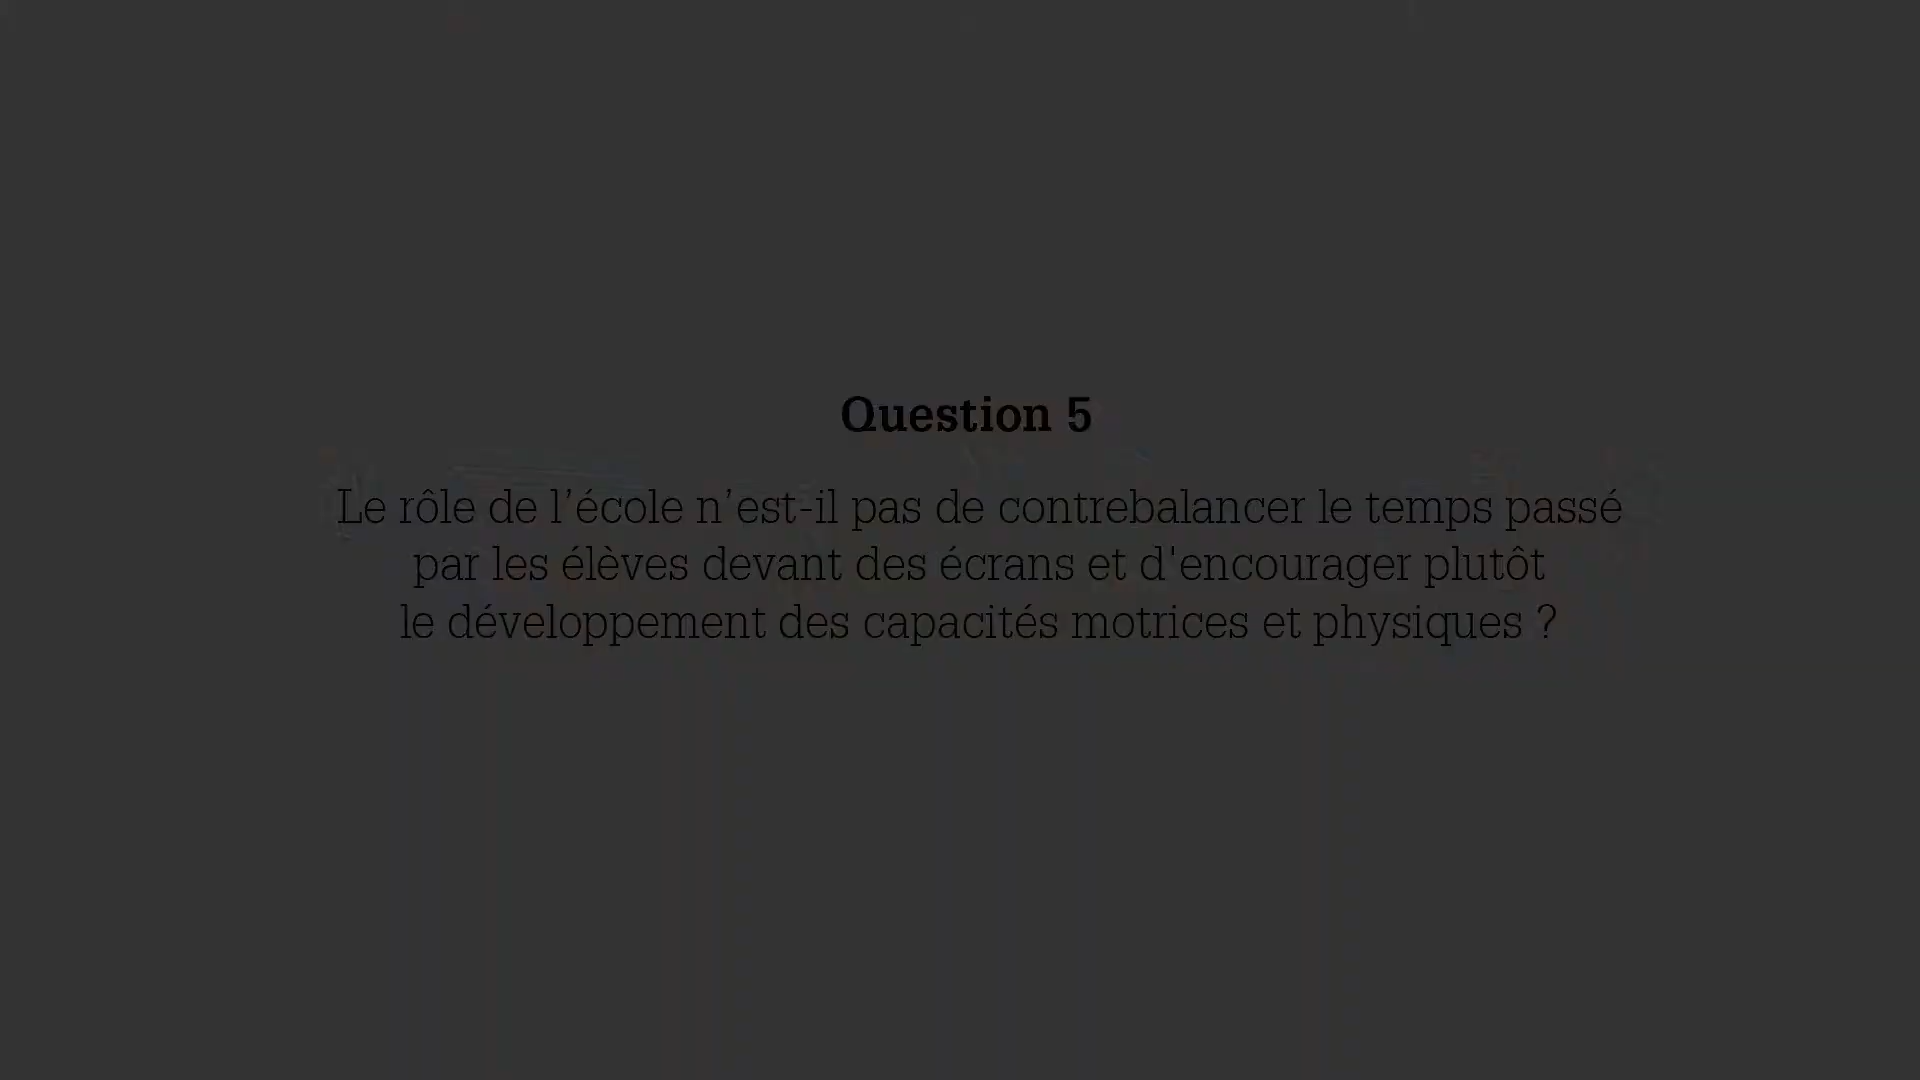 Question 5
Le rôle de l’école n’est-il pas de contrebalancer le temps passé
par les élèves devant des écrans et d'encourager plutôt
le développement des capacités motrices et physiques ?